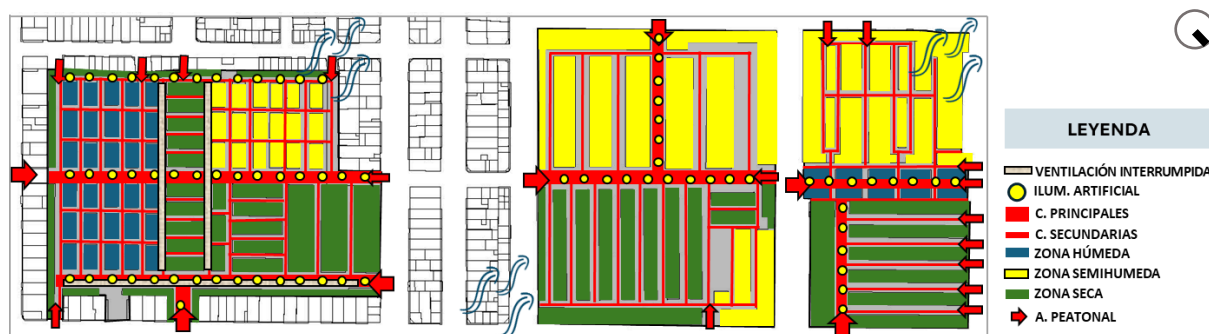 LEYENDA
VENTILACIÓN INTERRUMPIDA
ILUM. ARTIFICIAL
C. PRINCIPALES
C. SECUNDARIAS
ZONA HÚMEDA
ZONA SEMIHUMEDA
ZONA SECA
A. PEATONAL